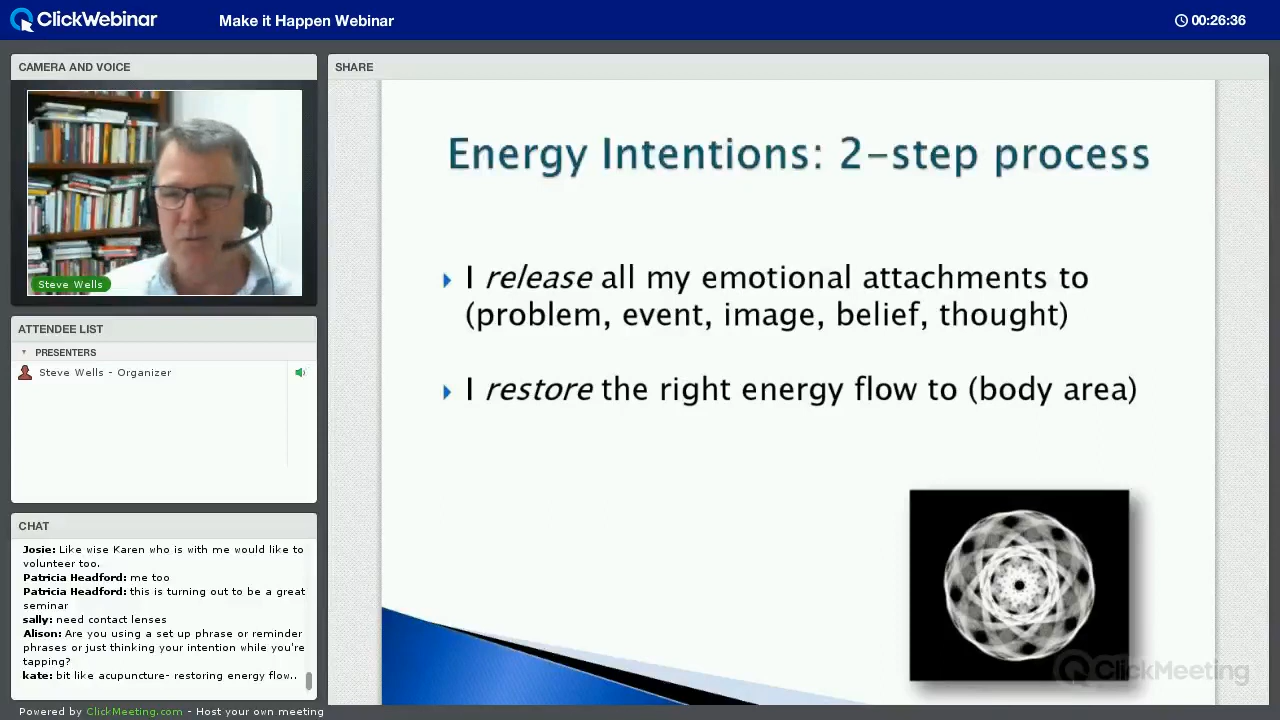 ClickWebinar
Make it Happen Webinar
00:26:36
CAMERA AND VOICE
Steve Wells
ATTENDEE LIST
PRESENTERS
Steve Wells - Organizer
CHAT
Josie: Like wise Karen who is with me would like to
volunteer too.
Patricia Headford: me too
Patricia Headford: this is turning out to be a great
seminar
sally: need contact lenses
Alison: Are you using a set up phrase or reminder
phrases or just thinking your intention while you're
tapping?
kate: bit like acupuncture- restoring energy flow..
SHARE
Energy Intentions: 2-step process
I release all my emotional attachments to
(problem, event, image, belief, thought)
I restore the right energy flow to (body area)
ClickMeeting
Powered by ClickMeeting.com - Host your own meeting